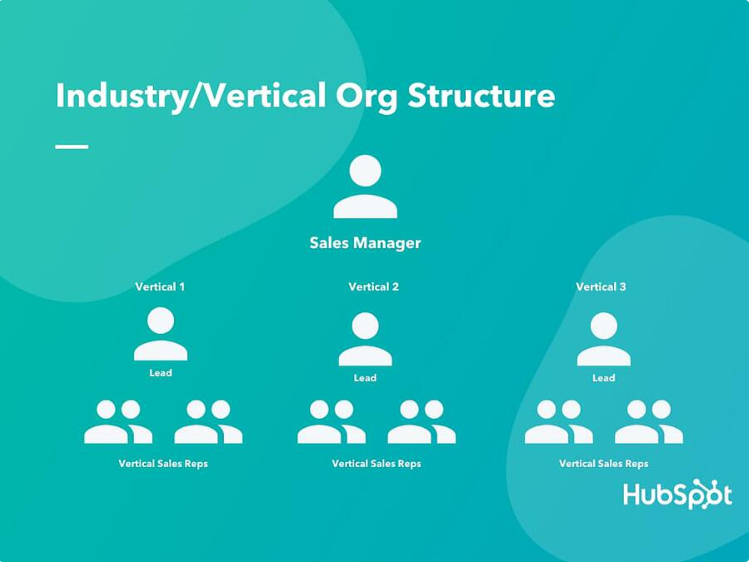 Industry/Vertical Org Structure
Sales Manager
Vertical 1
Vertical 2
Vertical 3
Lead
Lead
Lead
Vertical Sales Reps
Vertical Sales Reps
Vertical Sales Reps
HubSpot